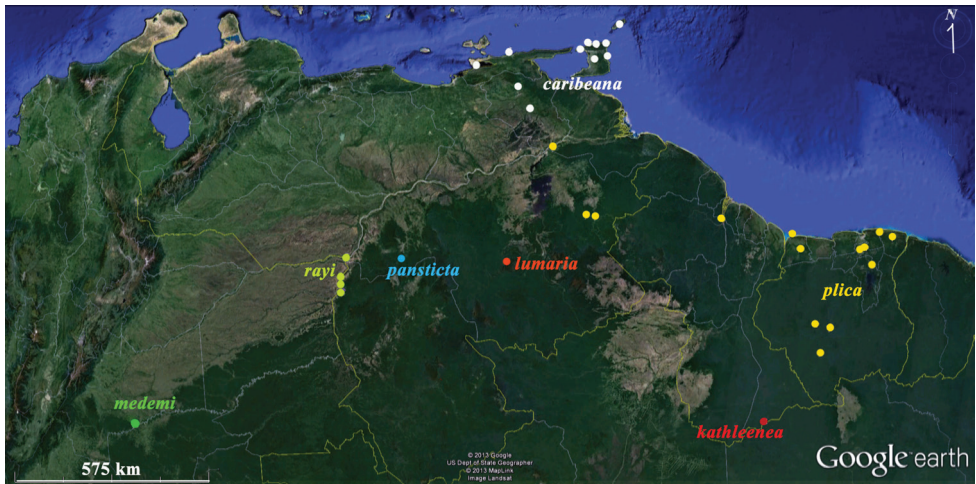 N
caribeana
rayi
pansticta
lumaria
plica
medemi
kathleenea
575 km
© 2013 Google
US Dept of State Geographer
© 2013 MapLink
Image Landsat
Google earth